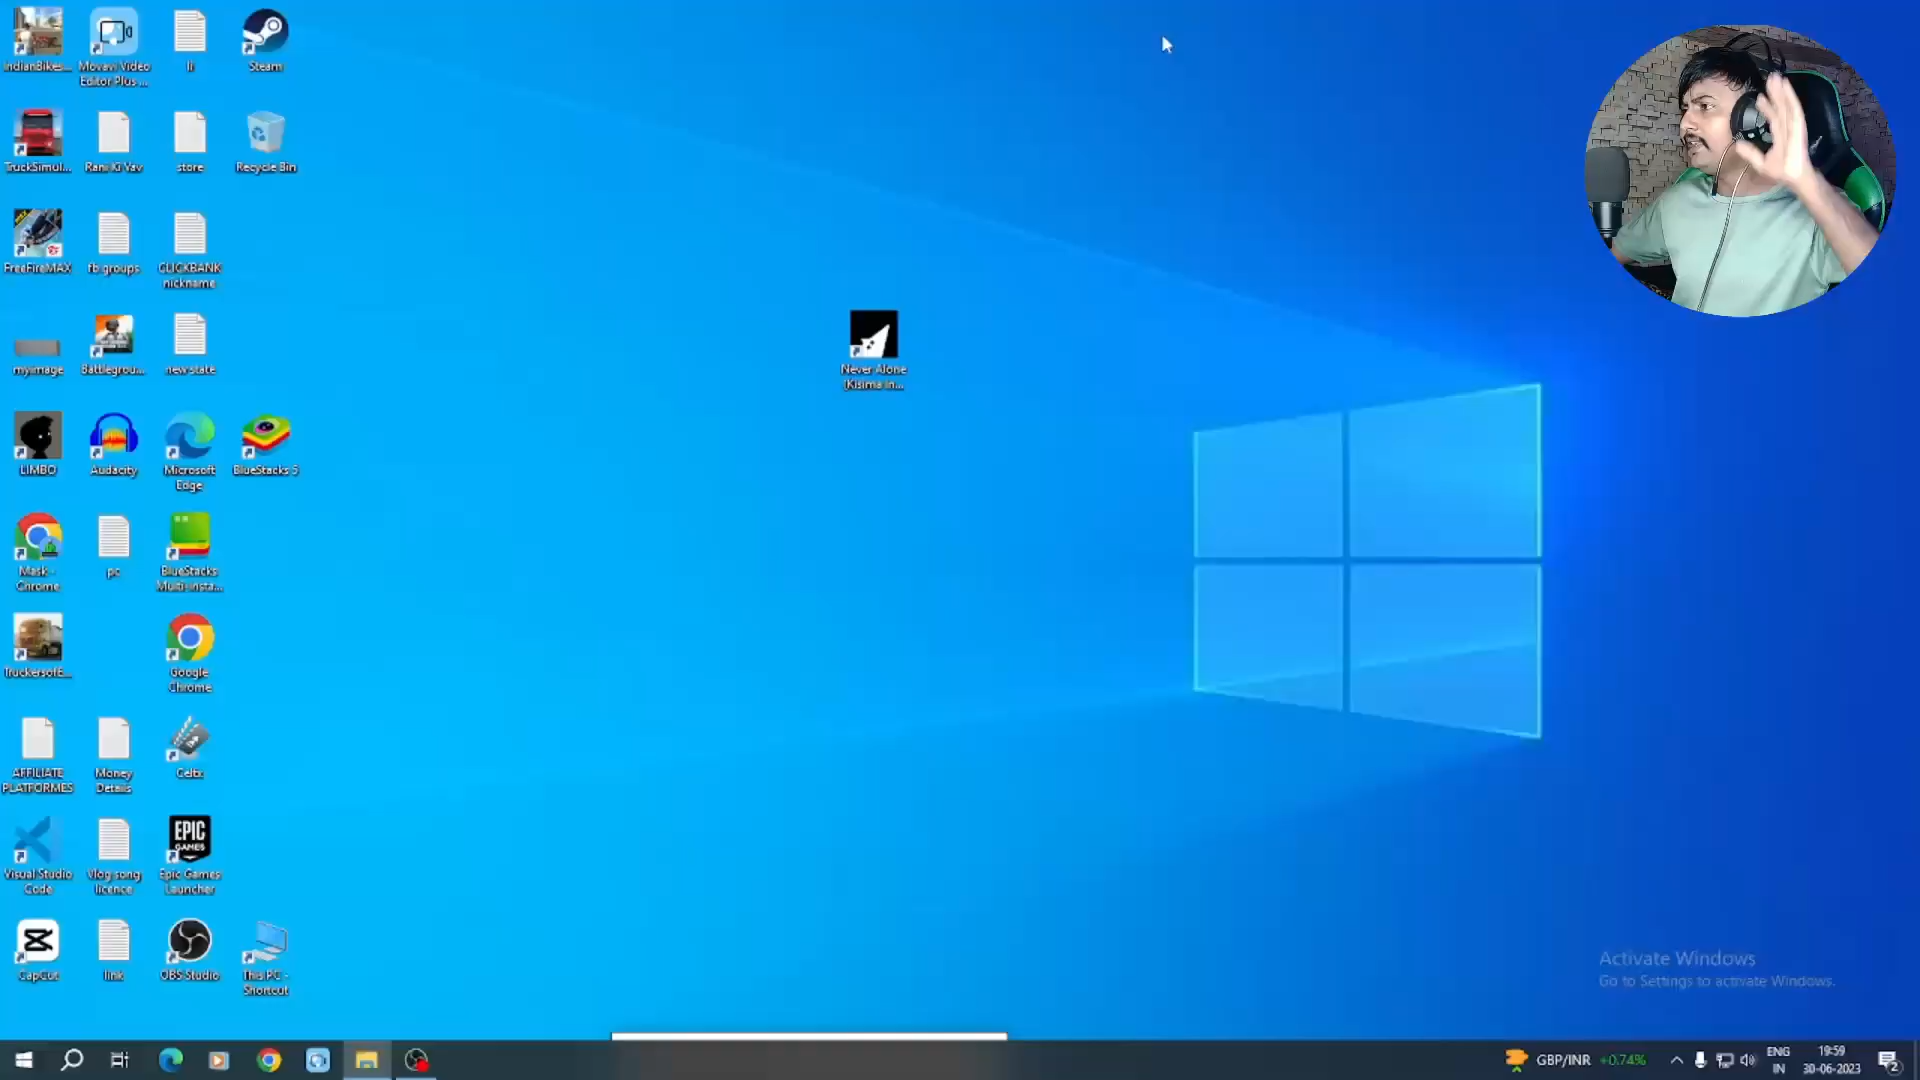 IndianBikes...
Movavi Video
Editor Plus ...
li
Steam
TruckSimul...
Rani Ki Vav
store
Recycle Bin
FreeFireMAX
fb groups
CLICKBANK
nickname
myimage
Battlegrou...
new state
Never Alone
(Kisima In...
LIMBO
Audacity
Microsoft
Edge
BlueStacks 5
Mask -
Chrome
pc
BlueStacks
Multi-Insta...
TruckersofE...
Google
Chrome
AFFILIATE
PLATFORMES
Money
Details
Celtx
EPIC
GAMES
Visual Studio
Code
Vlog song
licence
Epic Games
Launcher
CapCut
link
OBS Studio
This PC -
Shortcut
Activate Windows
Go to Settings to activate Windows.
GBP/INR +0.74%
ENG
IN
19:59
30-06-2023
2